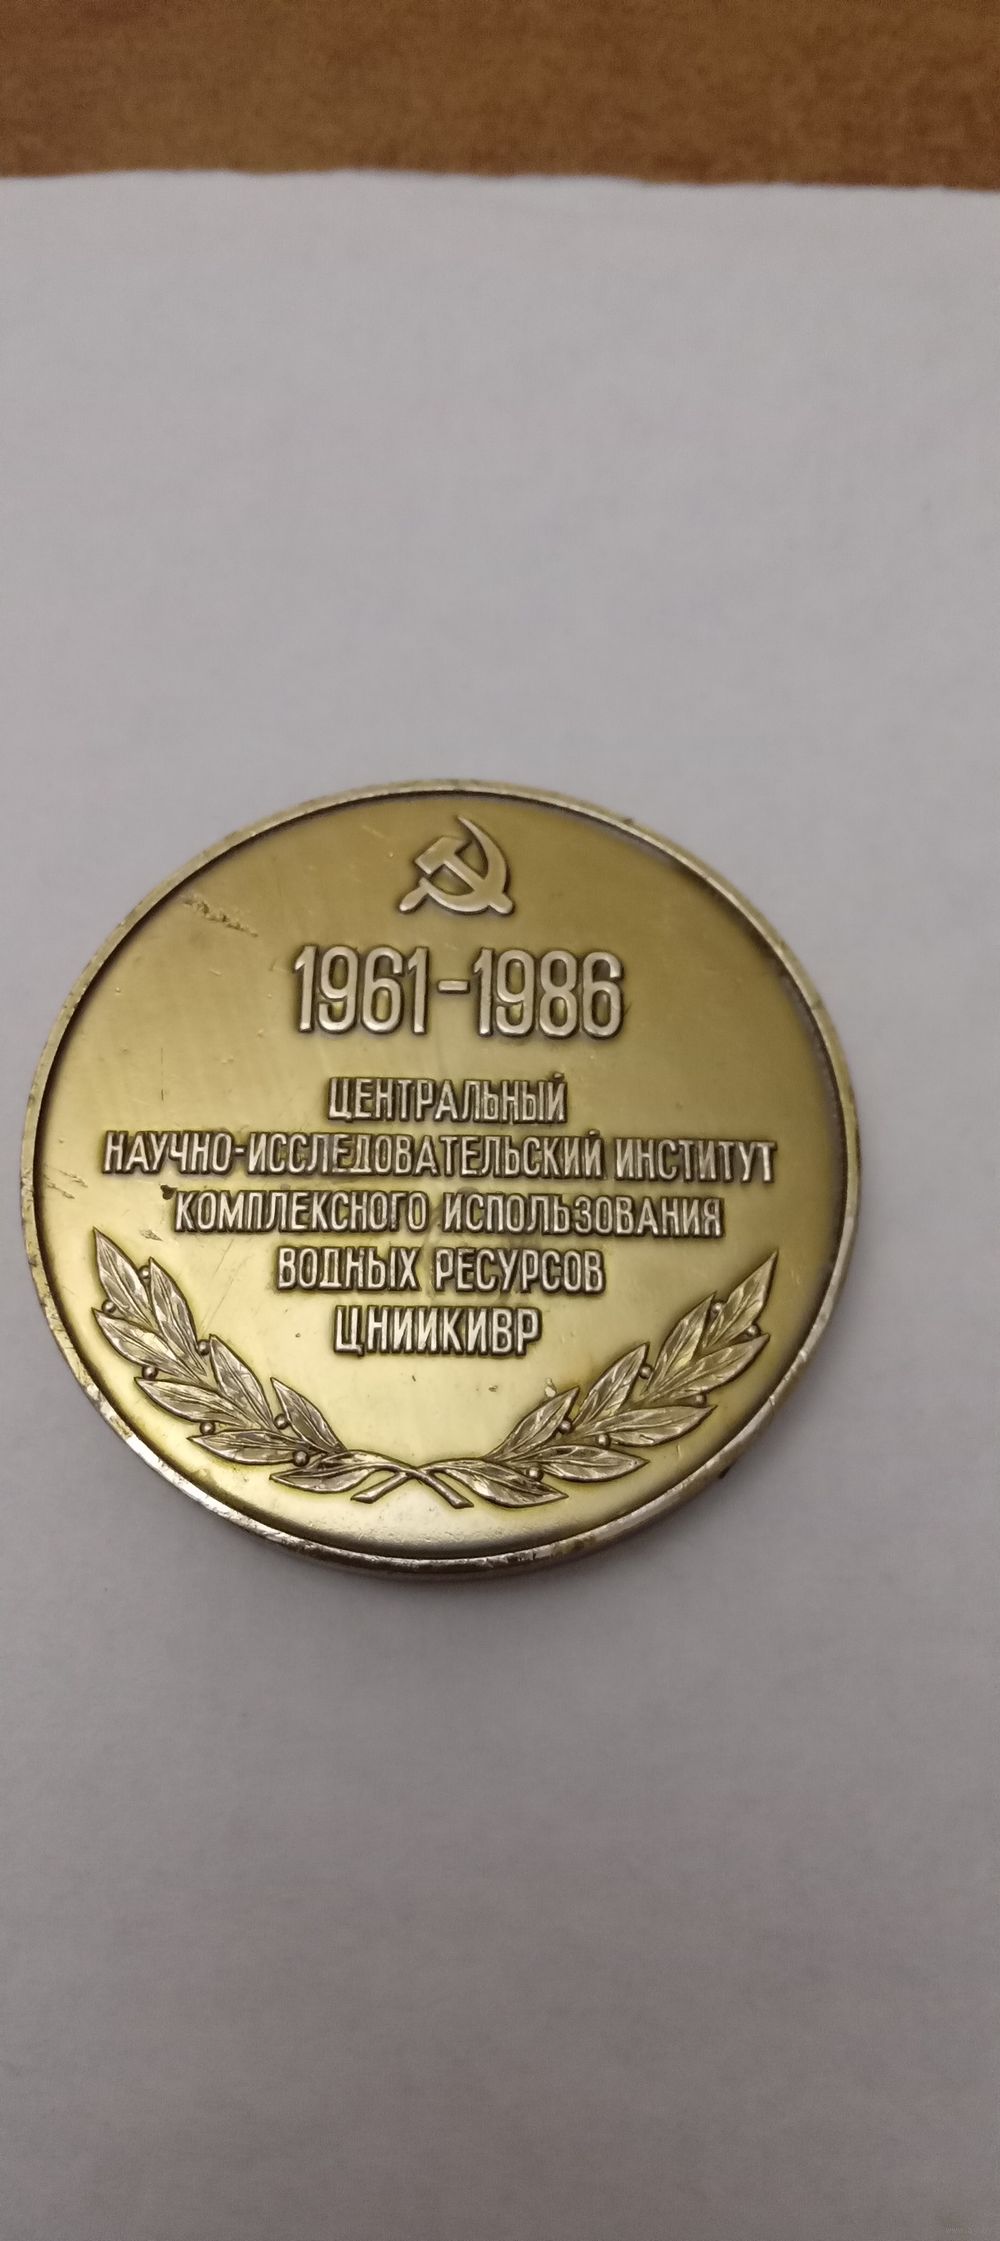 1961-1986
ЦЕНТРАЛЬНЫЙ
НАУЧНО-ИССЛЕДОВАТЕЛЬСКИЙ ИНСТИТУТ
КОМПЛЕКСНОГО ИСПОЛЬЗОВАНИЯ
ВОДНЫХ РЕСУРСОВ
ЦНИИКИВР